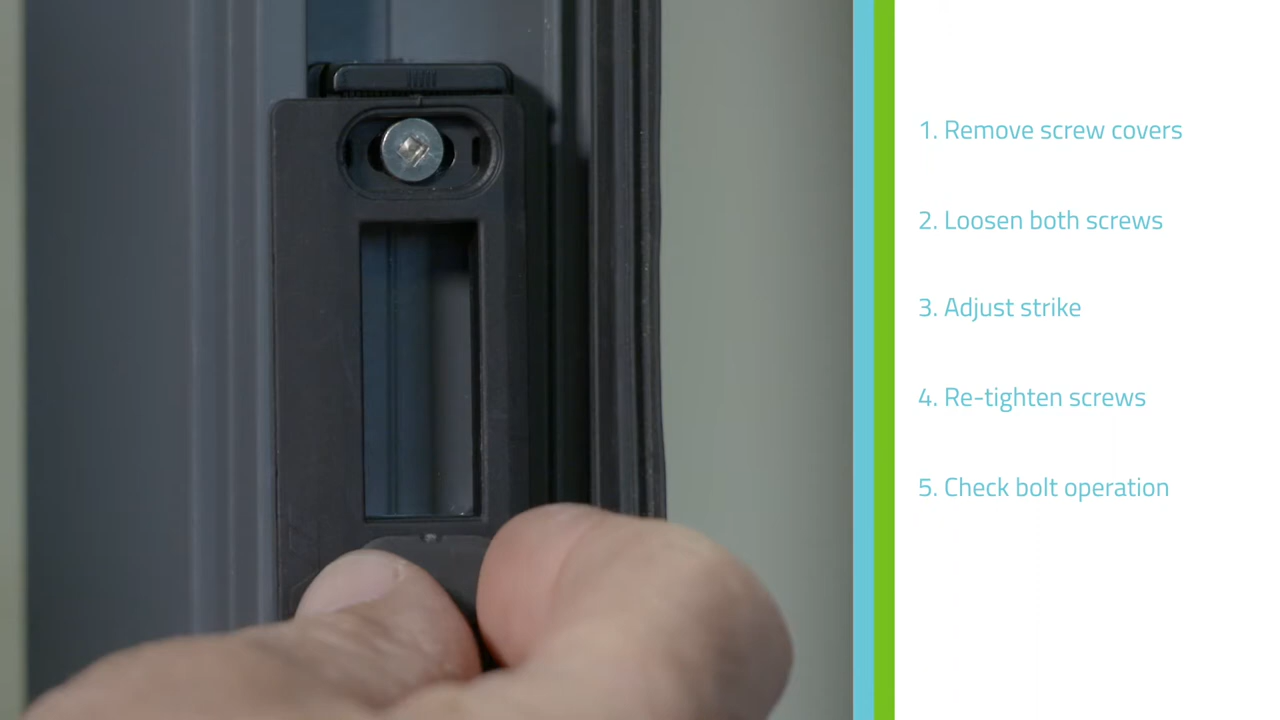 1. Remove screw covers
2. Loosen both screws
3. Adjust strike
4. Re-tighten screws
5. Check bolt operation